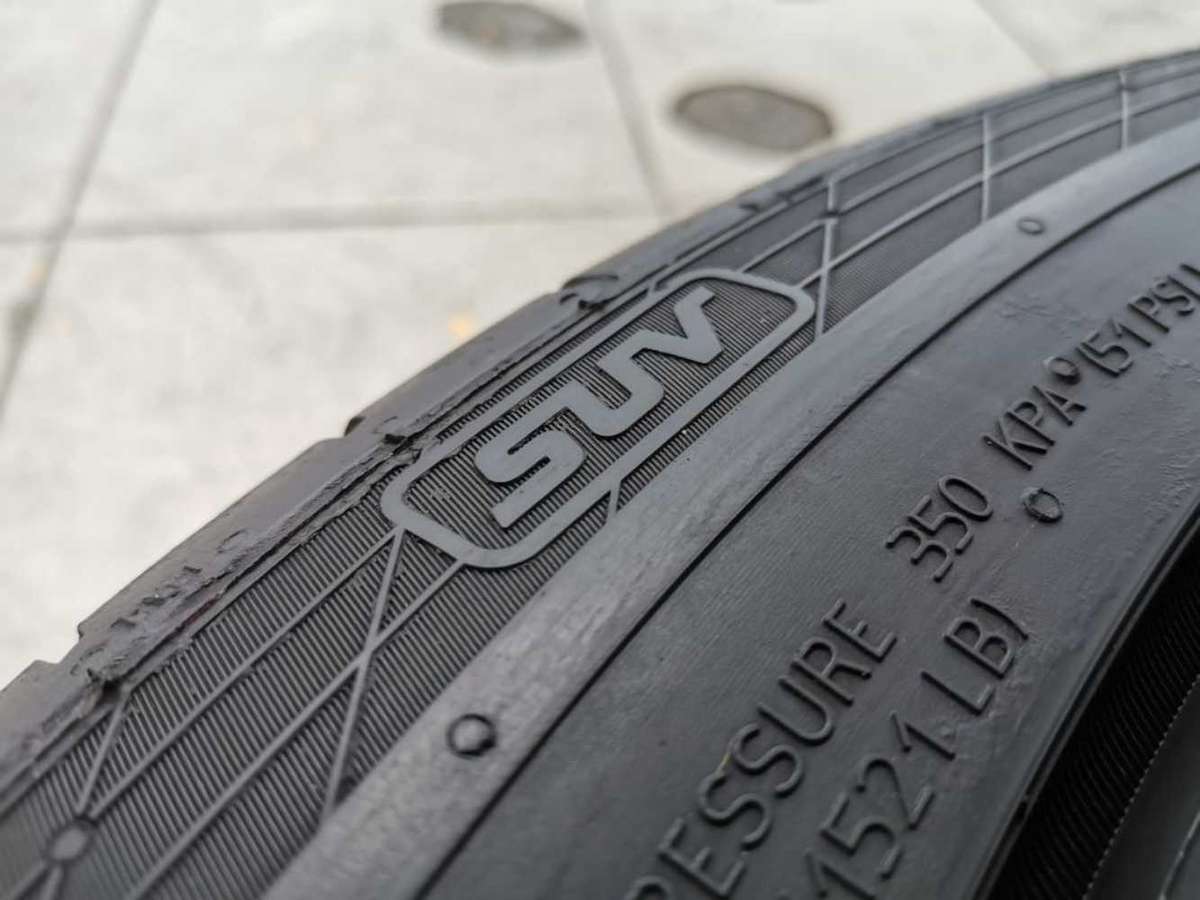 SUV
PRESSURE 350 KPA (51 PSI)
1521 LB)